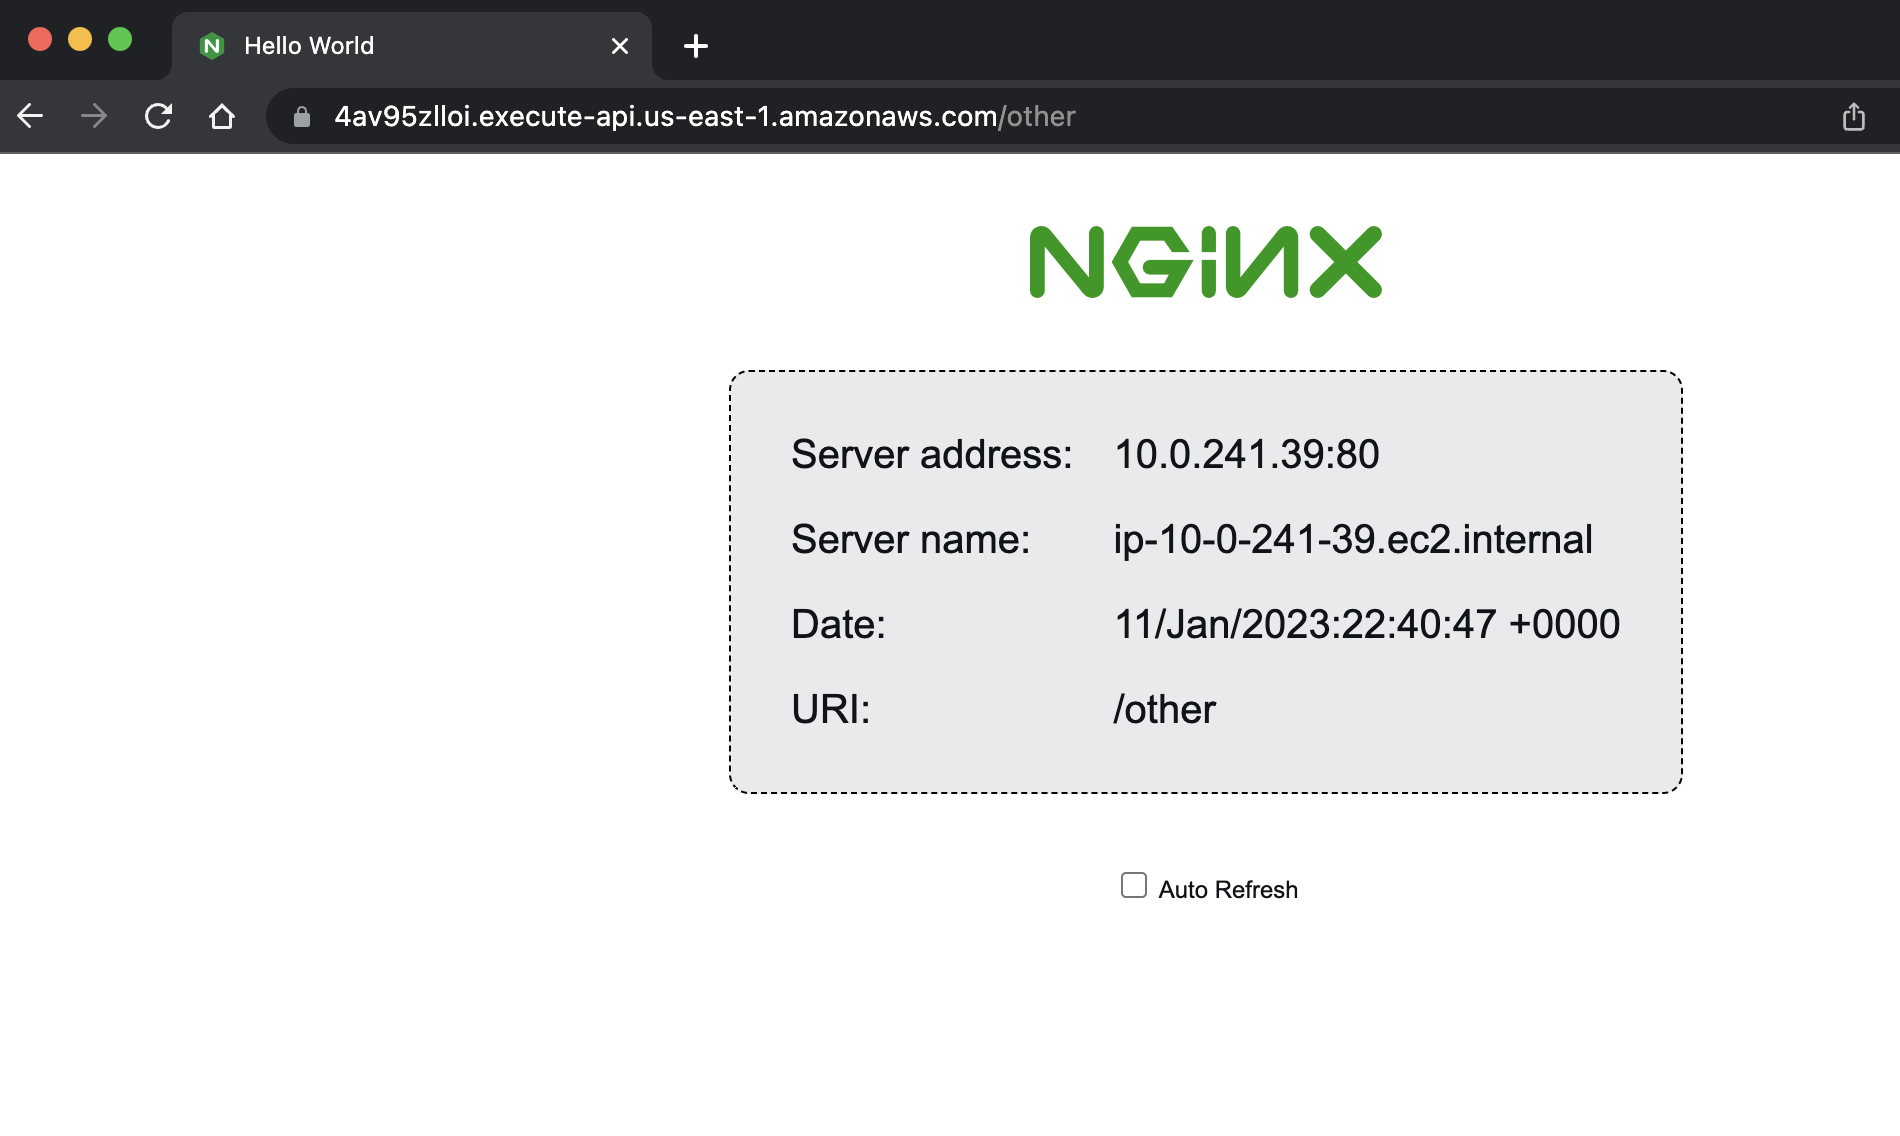 Hello World
4av95zlloi.execute-api.us-east-1.amazonaws.com/other
NGINX
Server address: 10.0.241.39:80
Server name: ip-10-0-241-39.ec2.internal
Date: 11/Jan/2023:22:40:47 +0000
URI: /other
Auto Refresh